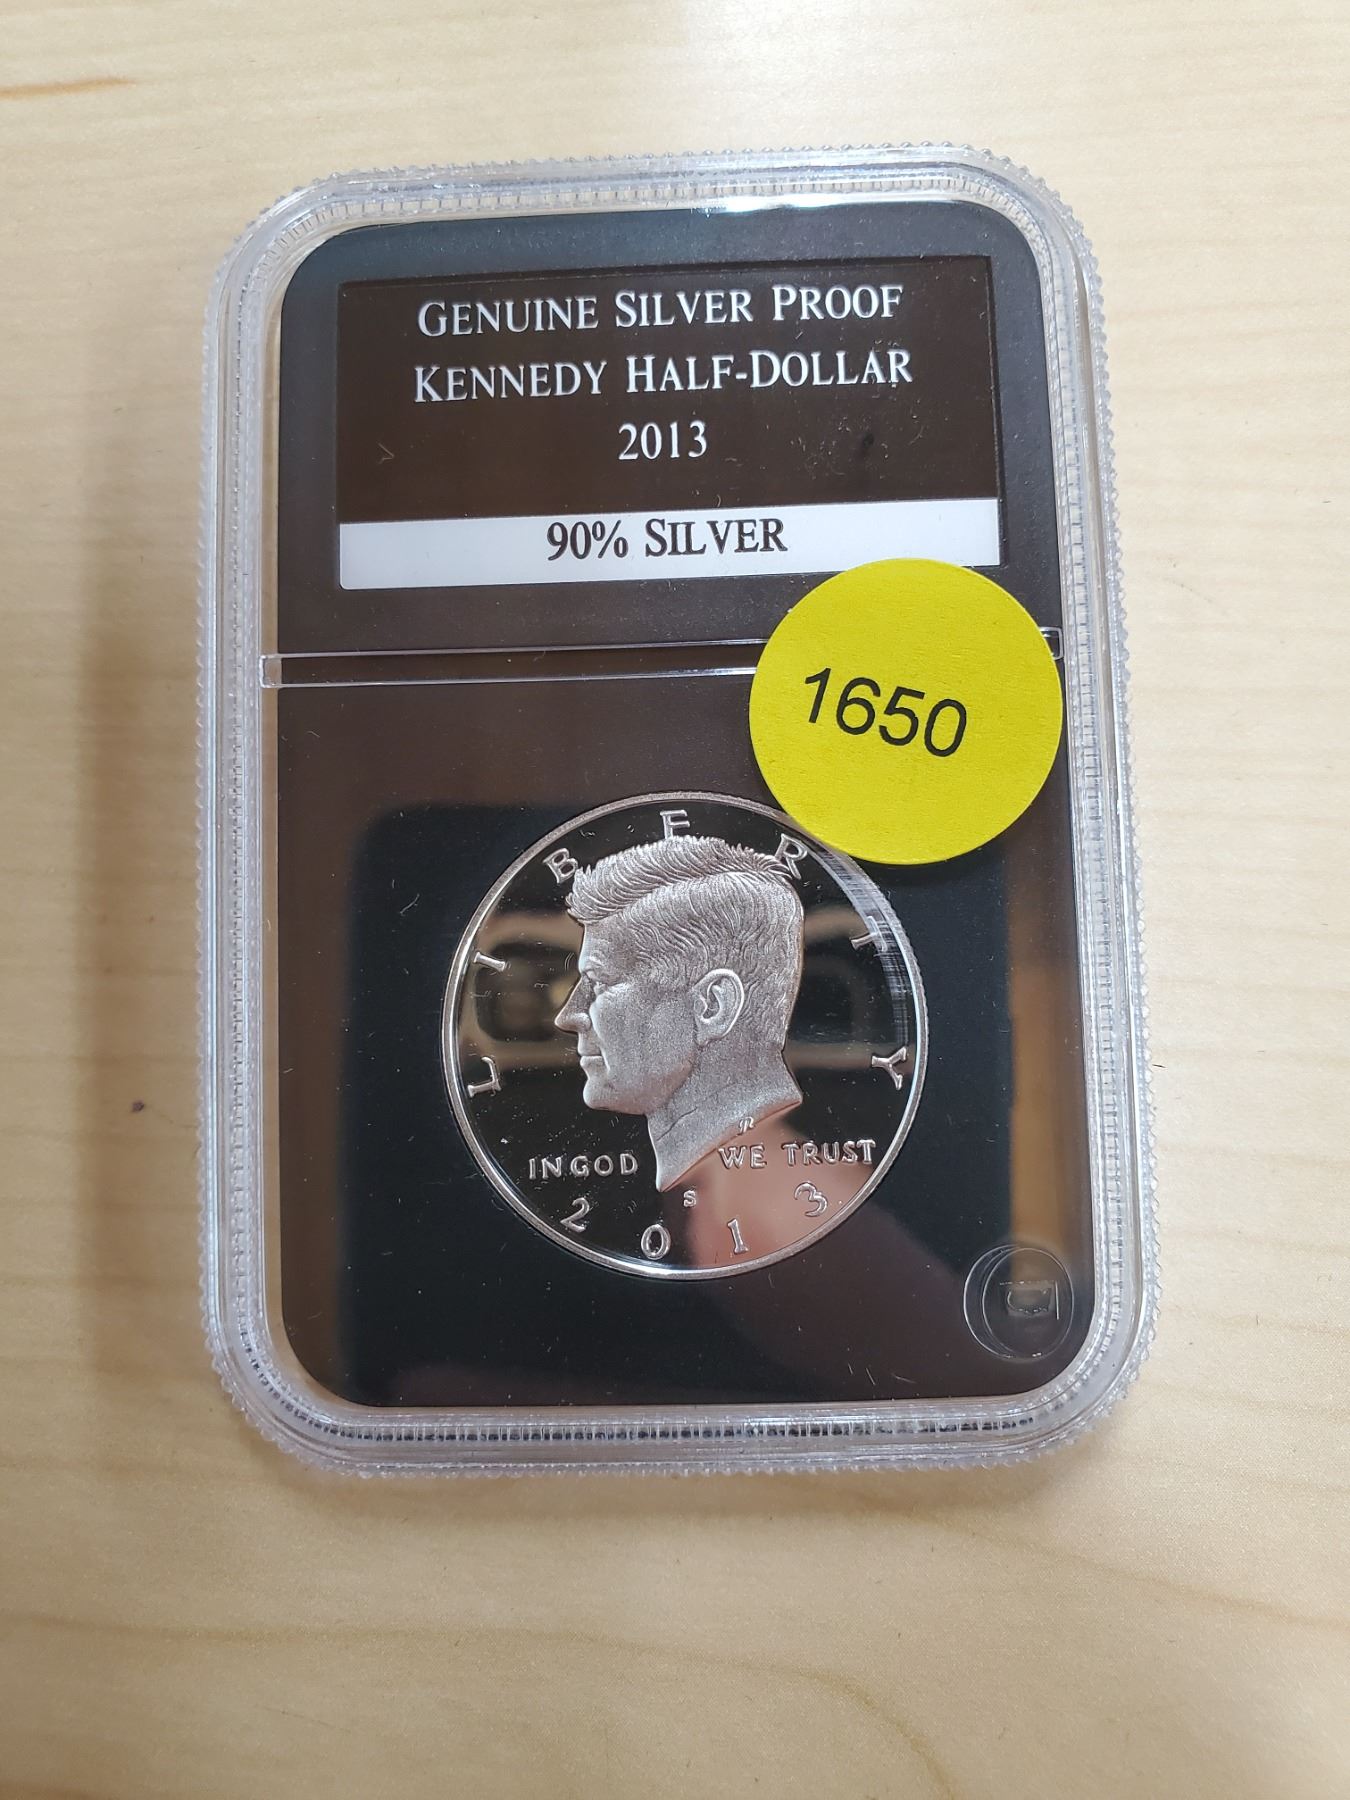 GENUINE SILVER PROOF
KENNEDY HALF-DOLLAR
2013
90% SILVER
1650
LIBERTY
IN GOD WE TRUST
S
2013